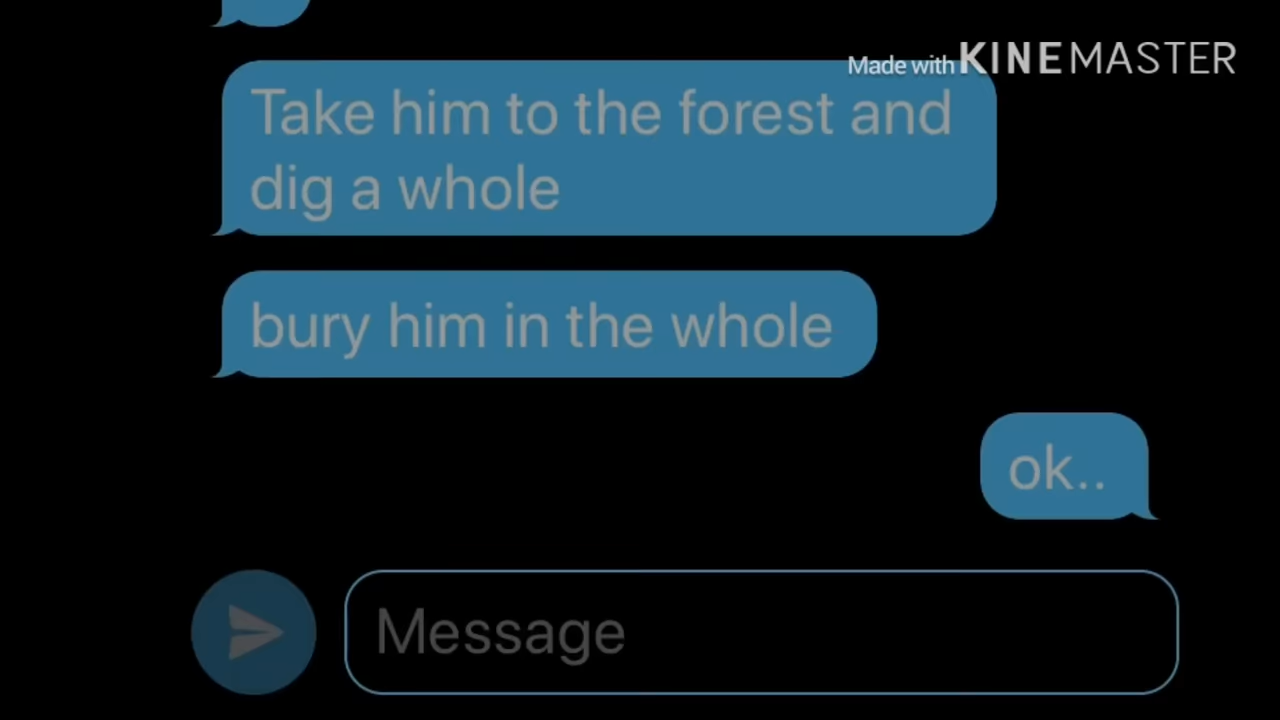 Made with KINEMASTER
Take him to the forest and
dig a whole
bury him in the whole
ok..
Message